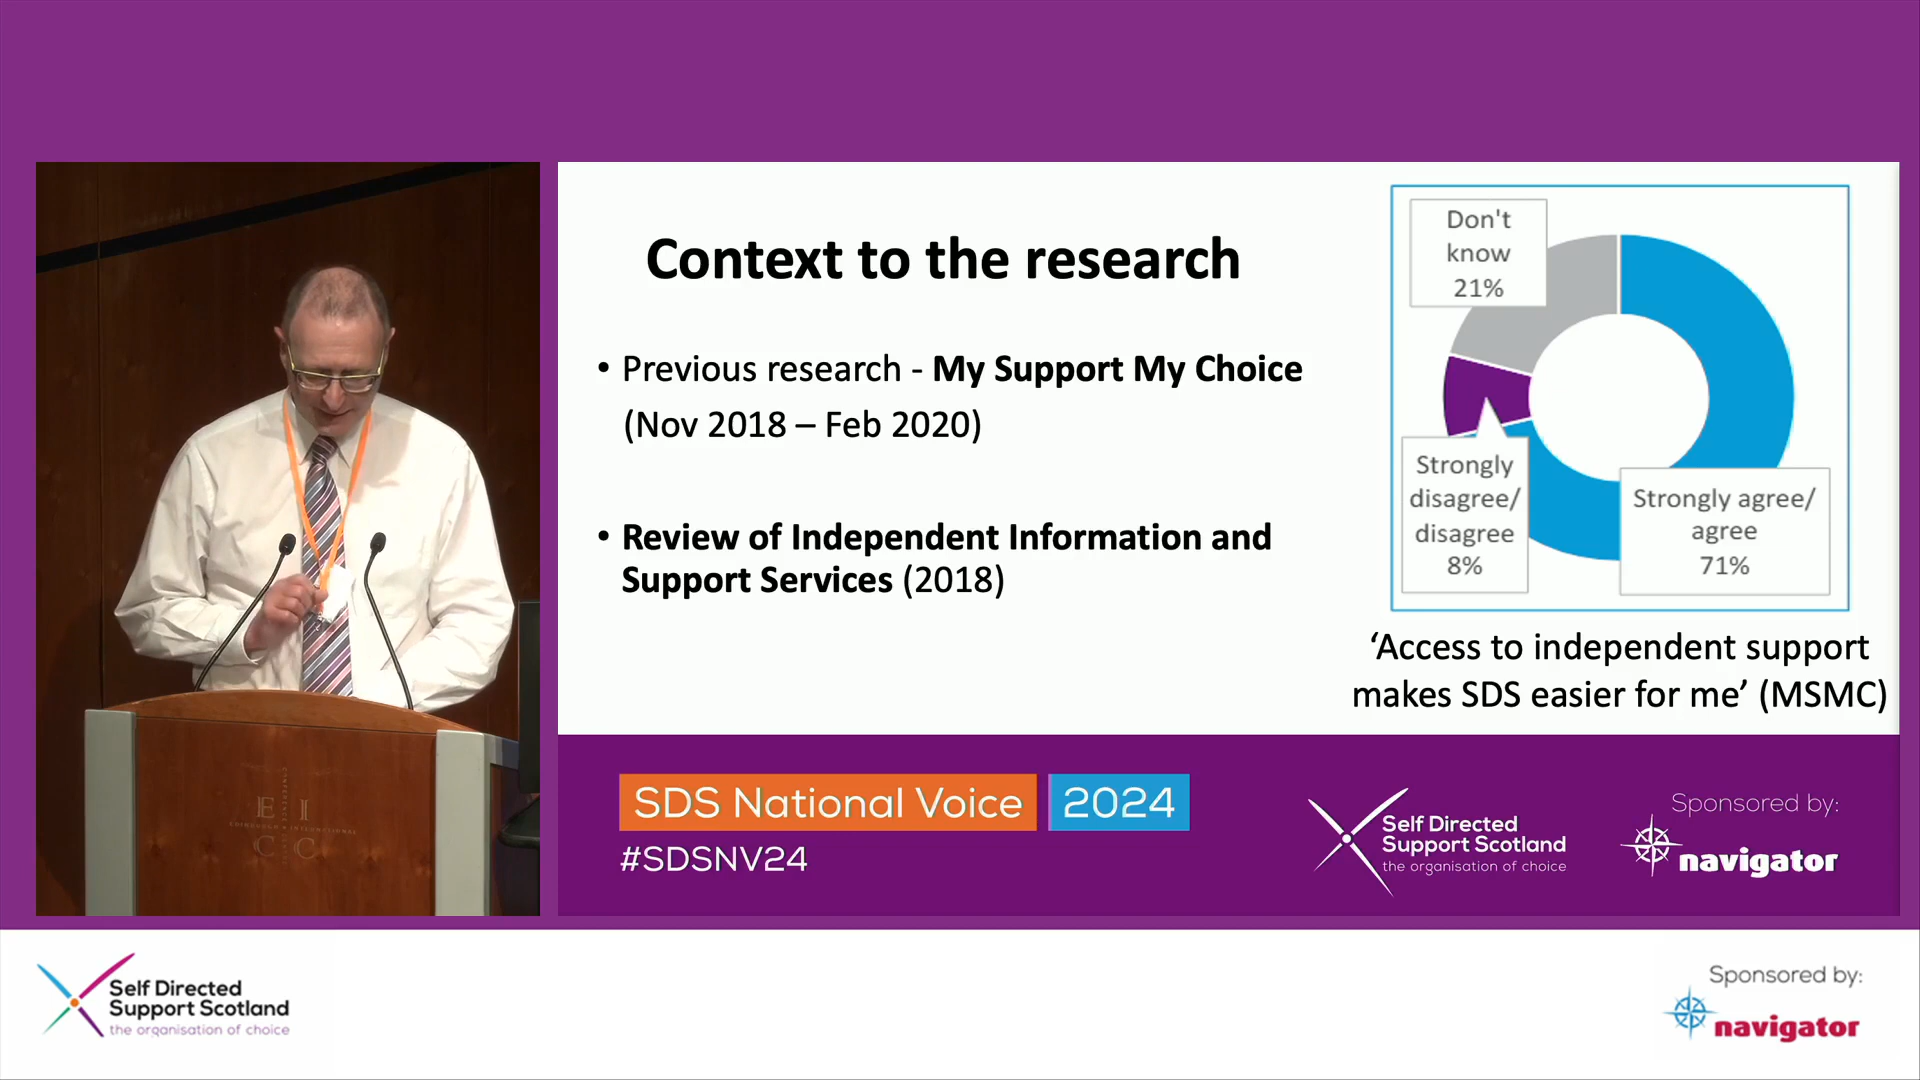 Context to the research
• Previous research - My Support My Choice
(Nov 2018 – Feb 2020)
• Review of Independent Information and
Support Services (2018)
Don't
know
21%
Strongly
disagree/
disagree
8%
Strongly agree/
agree
71%
‘Access to independent support
makes SDS easier for me’ (MSMC)
SDS National Voice 2024
#SDSNV24
Self Directed
Support Scotland
the organisation of choice
Sponsored by:
navigator
E I
EDINBURGH INTERNATIONAL
C C
Self Directed
Support Scotland
the organisation of choice
Sponsored by:
navigator